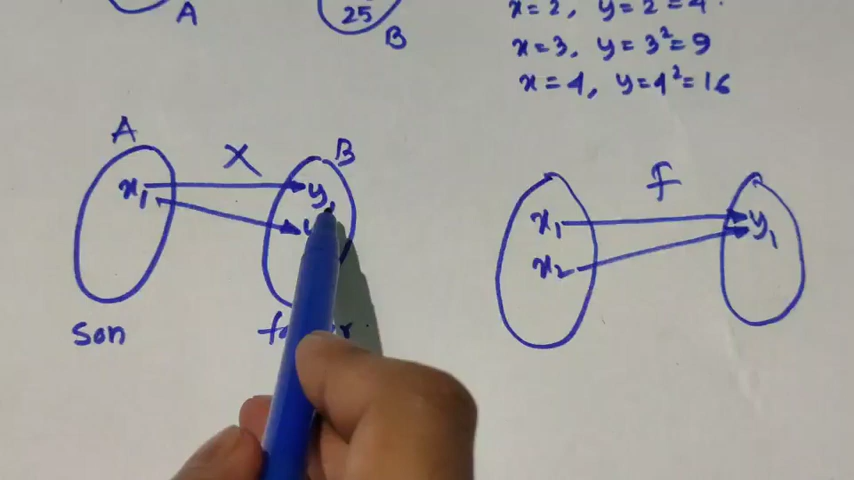 A
25
B
x=2, y=2 =4.
x=3, y=3²=9
x=4, y=4²=16
A
X
B
x₁
y₁
son
f
x₁
x₂
y₁